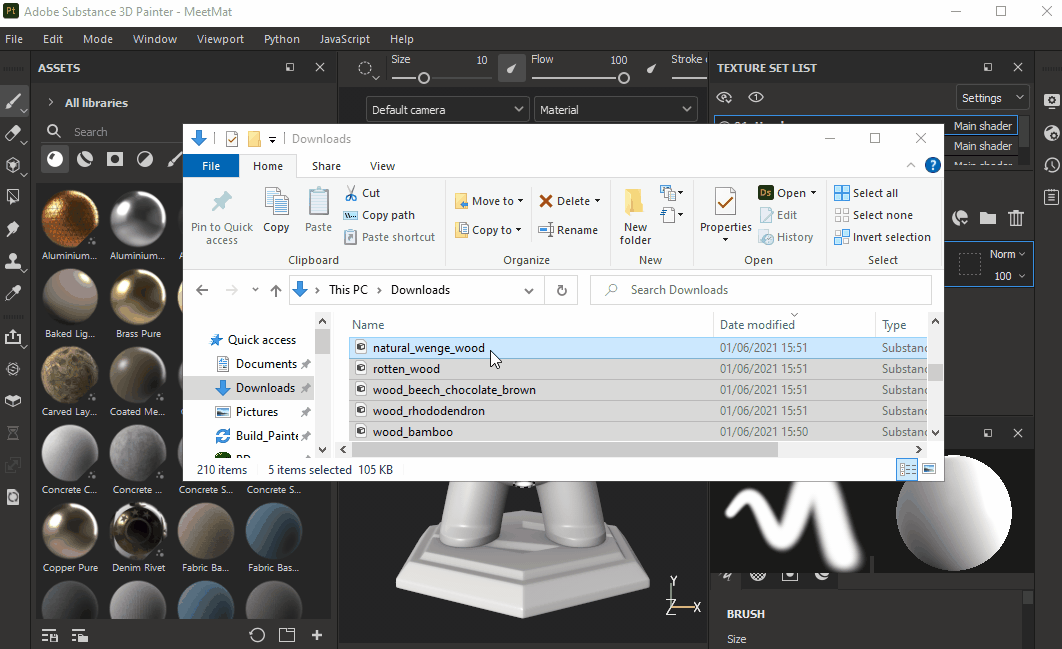 Pt Adobe Substance 3D Painter - MeetMat
File Edit Mode Window Viewport Python JavaScript Help
ASSETS
All libraries
Search
Size 10
Flow 100
Stroke
Default camera
Material
TEXTURE SET LIST
Settings
Main shader
Main shader
Main shader
Norm
100
Downloads
File Home Share View
Pin to Quick
access
Copy
Paste
Cut
Copy path
Paste shortcut
Clipboard
Move to
Copy to
Delete
Rename
Organize
New
folder
New
Properties
Ds Open
Edit
History
Open
Select all
Select none
Invert selection
Select
This PC Downloads
Search Downloads
Quick access
Documents
Downloads
Pictures
Build_Painte
Name Date modified Type
natural_wenge_wood 01/06/2021 15:51 Substanc
rotten_wood 01/06/2021 15:51 Substanc
wood_beech_chocolate_brown 01/06/2021 15:51 Substanc
wood_rhododendron 01/06/2021 15:51 Substanc
wood_bamboo 01/06/2021 15:50 Substanc
210 items 5 items selected 105 KB
Aluminium... Aluminium...
Baked Lig... Brass Pure
Carved Lay... Coated Me...
Concrete C... Concrete ... Concrete S... Concrete S...
Copper Pure Denim Rivet Fabric Ba... Fabric Bas...
Y
Z X
BRUSH
Size